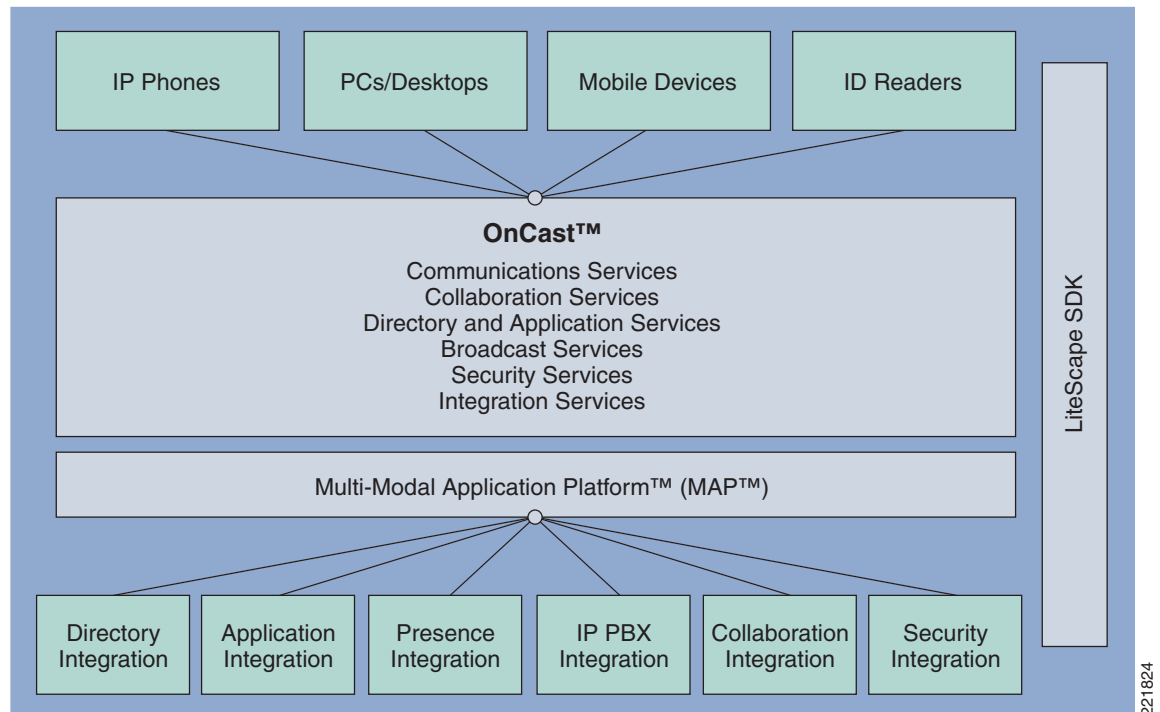 IP Phones
PCs/Desktops
Mobile Devices
ID Readers
OnCast™
Communications Services
Collaboration Services
Directory and Application Services
Broadcast Services
Security Services
Integration Services
LiteScape SDK
Multi-Modal Application Platform™ (MAP™)
Directory
Integration
Application
Integration
Presence
Integration
IP PBX
Integration
Collaboration
Integration
Security
Integration
221824